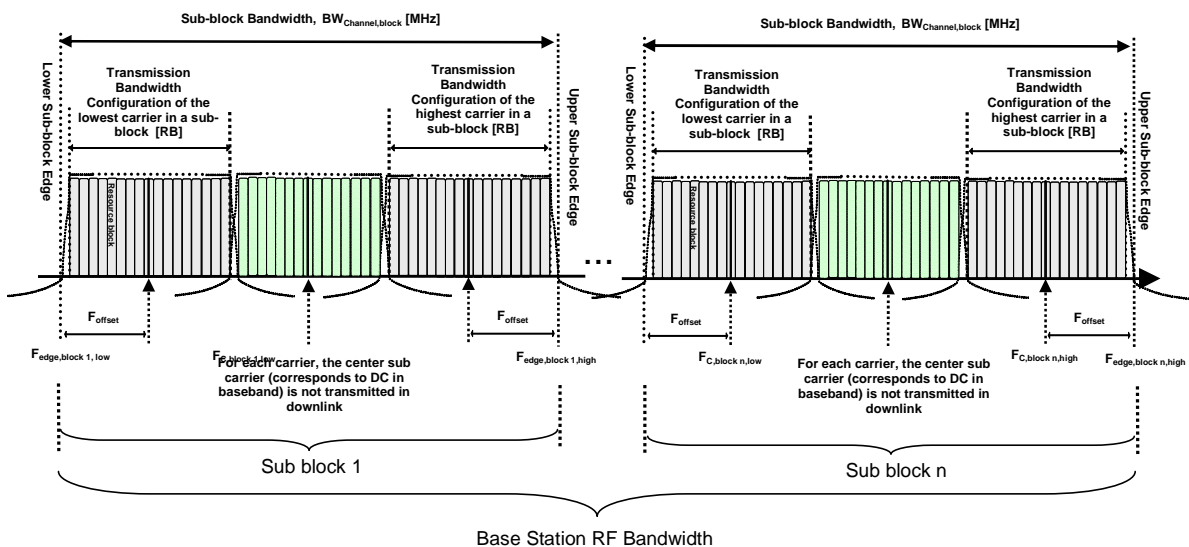 Sub-block Bandwidth, BWChannel,block [MHz]
Sub-block Bandwidth, BWChannel,block [MHz]
Lower Sub-block Edge
Transmission
Bandwidth
Configuration of the
lowest carrier in a sub-
block [RB]
Transmission
Bandwidth
Configuration of the
highest carrier in a
sub-block [RB]
Upper Sub-block Edge
Lower Sub-block Edge
Transmission
Bandwidth
Configuration of the
lowest carrier in a
sub-block [RB]
Transmission
Bandwidth
Configuration of the
highest carrier in a
sub-block [RB]
Upper Sub-block Edge
Resource block
...
Resource block
Foffset
Foffset
Foffset
Foffset
Fedge,block 1, low
FC,block 1,low
Fedge,block 1,high
FC,block n,low
FC,block n,high
Fedge,block n,high
For each carrier, the center sub
carrier (corresponds to DC in
baseband) is not transmitted in
downlink
For each carrier, the center sub
carrier (corresponds to DC in
baseband) is not transmitted in
downlink
Sub block 1
Sub block n
Base Station RF Bandwidth